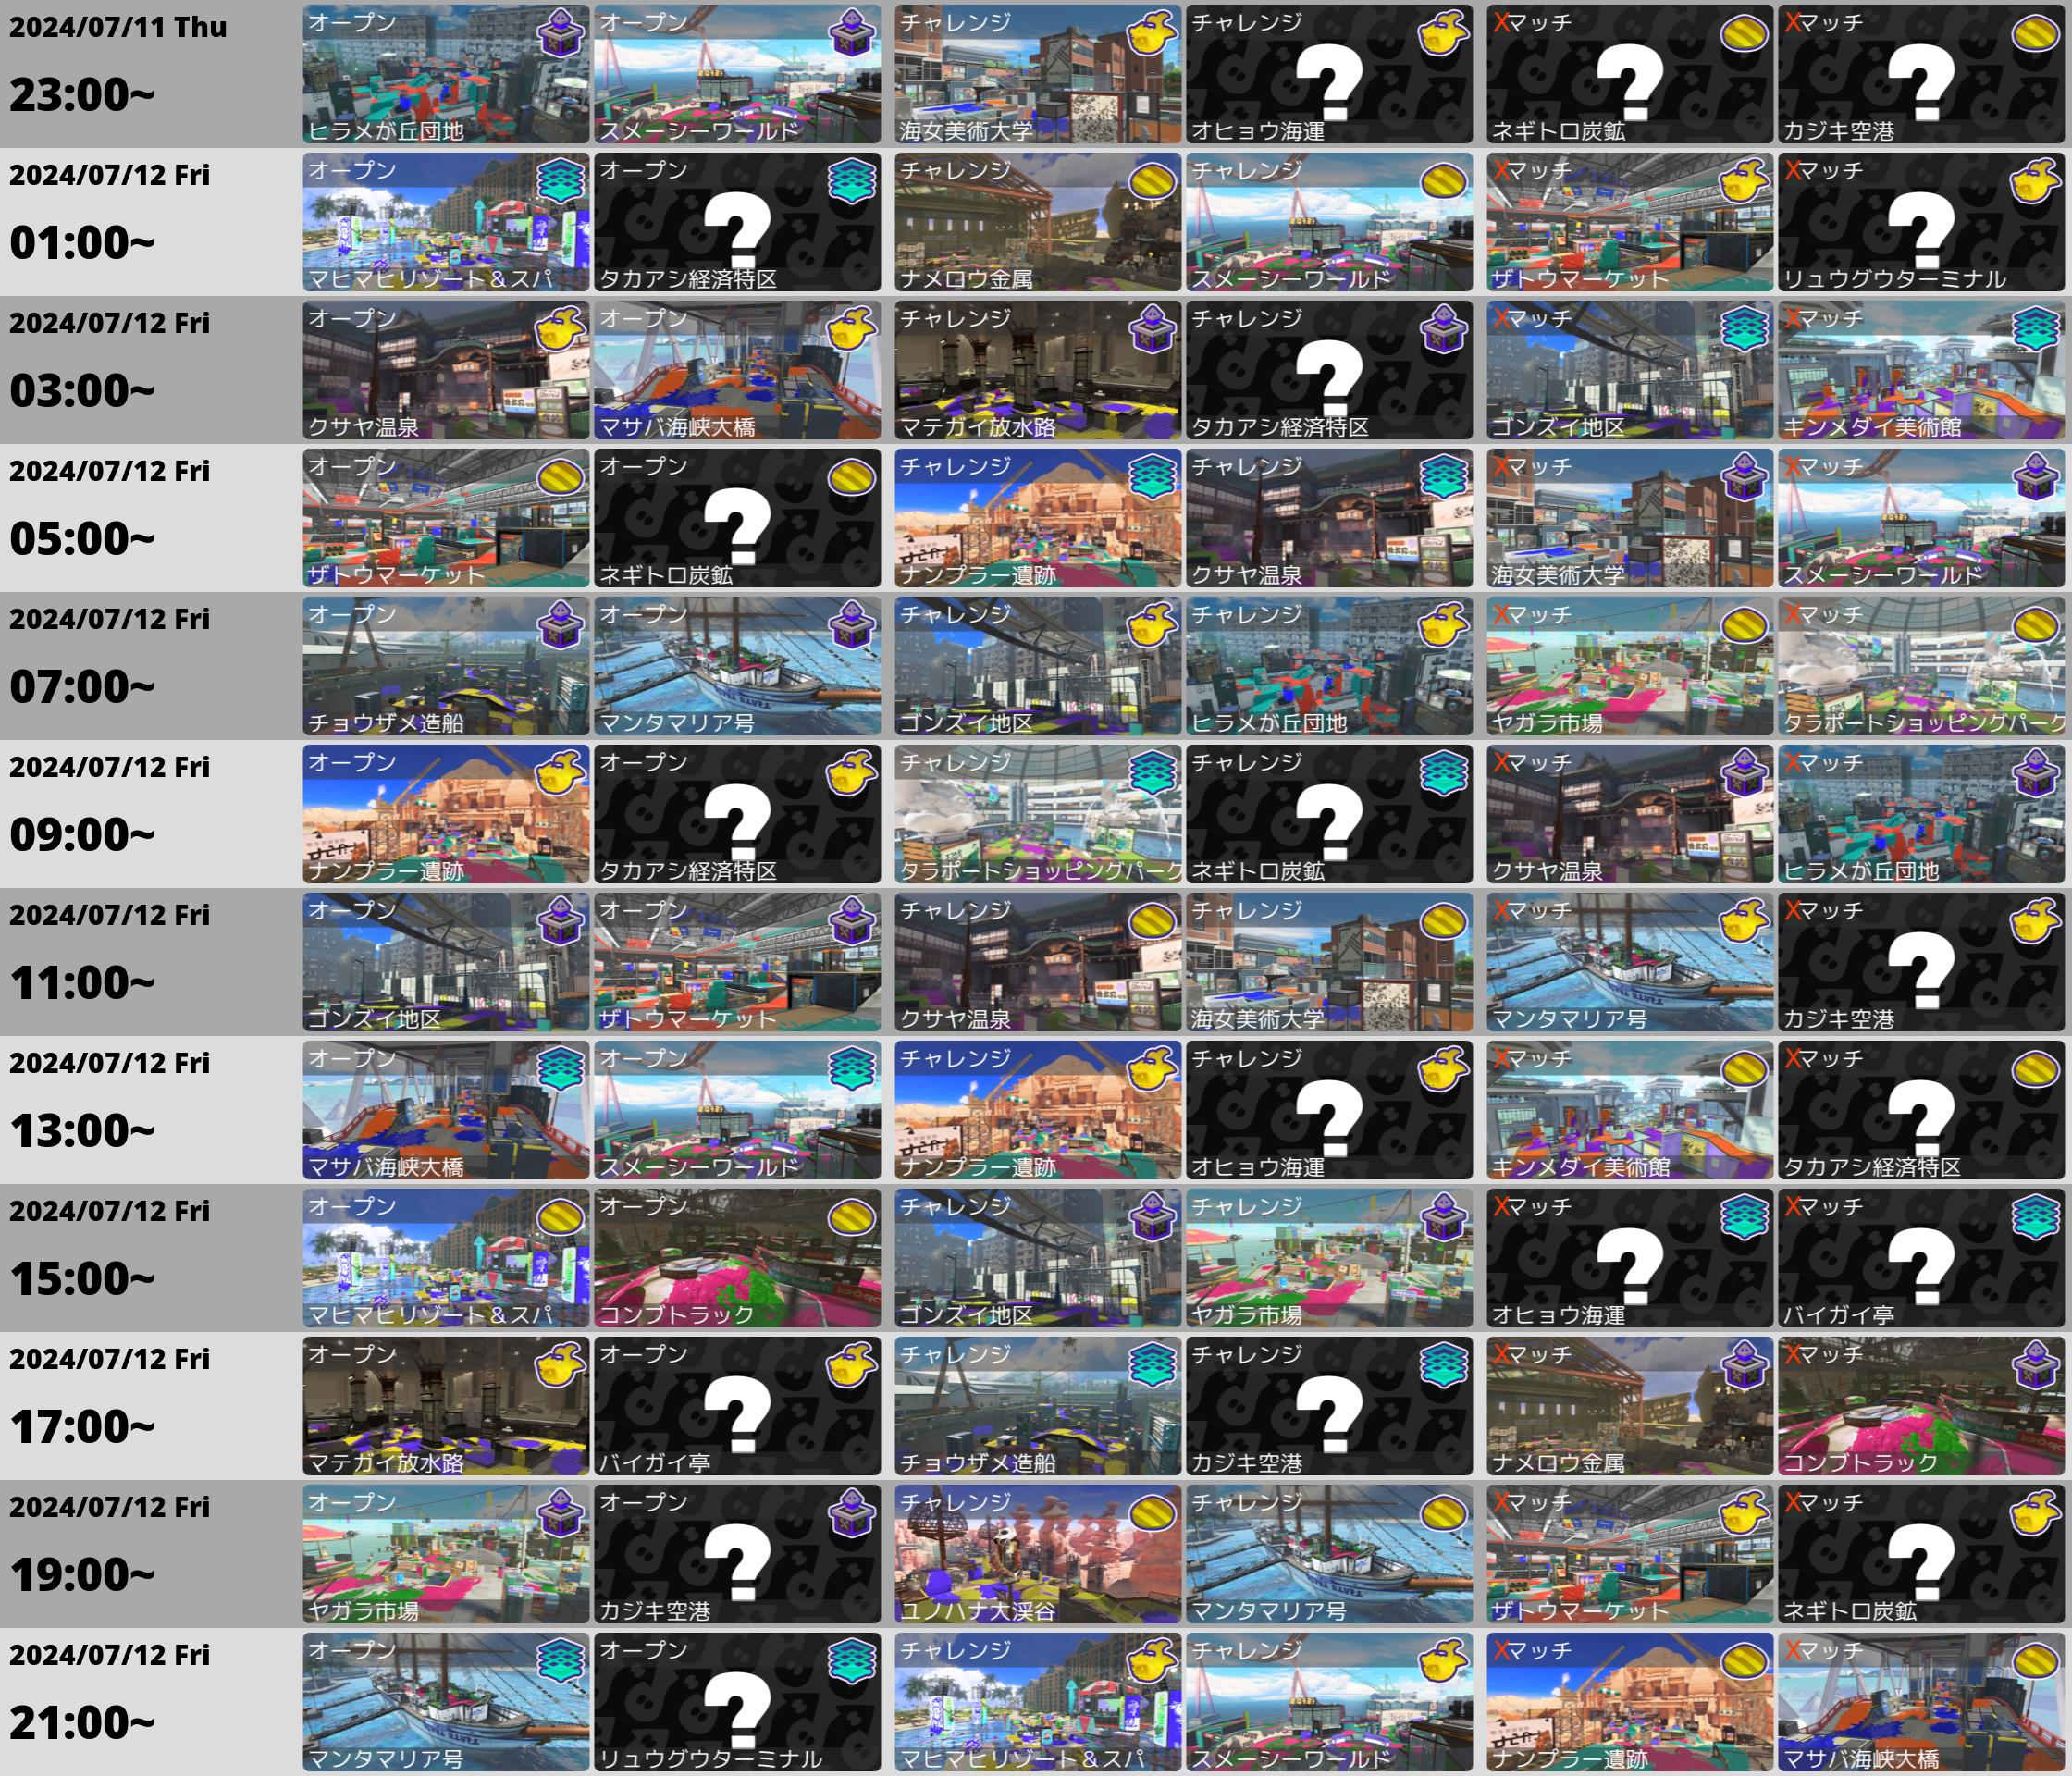 2024/07/11 Thu
23:00~
オープン
ヒラメが丘団地
オープン
スメーシーワールド
チャレンジ
海女美術大学
チャレンジ
オヒョウ海運
Xマッチ
ネギトロ炭鉱
Xマッチ
カジキ空港
2024/07/12 Fri
01:00~
オープン
マヒマヒリゾート&スパ
オープン
タカアシ経済特区
チャレンジ
ナメロウ金属
チャレンジ
スメーシーワールド
Xマッチ
ザトウマーケット
Xマッチ
リュウグウターミナル
2024/07/12 Fri
03:00~
オープン
クサヤ温泉
オープン
マサバ海峡大橋
チャレンジ
マテガイ放水路
チャレンジ
タカアシ経済特区
Xマッチ
ゴンズイ地区
Xマッチ
キンメダイ美術館
2024/07/12 Fri
05:00~
オープン
ザトウマーケット
オープン
ネギトロ炭鉱
チャレンジ
ナンプラー遺跡
チャレンジ
クサヤ温泉
Xマッチ
海女美術大学
Xマッチ
スメーシーワールド
2024/07/12 Fri
07:00~
オープン
チョウザメ造船
オープン
マンタマリア号
チャレンジ
ゴンズイ地区
チャレンジ
ヒラメが丘団地
Xマッチ
ヤガラ市場
Xマッチ
タラポートショッピングパーク
2024/07/12 Fri
09:00~
オープン
ナンプラー遺跡
オープン
タカアシ経済特区
チャレンジ
タラポートショッピングパーク
チャレンジ
ネギトロ炭鉱
Xマッチ
クサヤ温泉
Xマッチ
ヒラメが丘団地
2024/07/12 Fri
11:00~
オープン
ゴンズイ地区
オープン
ザトウマーケット
チャレンジ
クサヤ温泉
チャレンジ
海女美術大学
Xマッチ
マンタマリア号
Xマッチ
カジキ空港
2024/07/12 Fri
13:00~
オープン
マサバ海峡大橋
オープン
スメーシーワールド
チャレンジ
ナンプラー遺跡
チャレンジ
オヒョウ海運
Xマッチ
キンメダイ美術館
Xマッチ
タカアシ経済特区
2024/07/12 Fri
15:00~
オープン
マヒマヒリゾート&スパ
オープン
コンブトラック
チャレンジ
ゴンズイ地区
チャレンジ
ヤガラ市場
Xマッチ
オヒョウ海運
Xマッチ
バイガイ亭
2024/07/12 Fri
17:00~
オープン
マテガイ放水路
オープン
バイガイ亭
チャレンジ
チョウザメ造船
チャレンジ
カジキ空港
Xマッチ
ナメロウ金属
Xマッチ
コンブトラック
2024/07/12 Fri
19:00~
オープン
ヤガラ市場
オープン
カジキ空港
チャレンジ
ユノハナ大渓谷
チャレンジ
マンタマリア号
Xマッチ
ザトウマーケット
Xマッチ
ネギトロ炭鉱
2024/07/12 Fri
21:00~
オープン
マンタマリア号
オープン
リュウグウターミナル
チャレンジ
マヒマヒリゾート&スパ
チャレンジ
スメーシーワールド
Xマッチ
ナンプラー遺跡
Xマッチ
マサバ海峡大橋